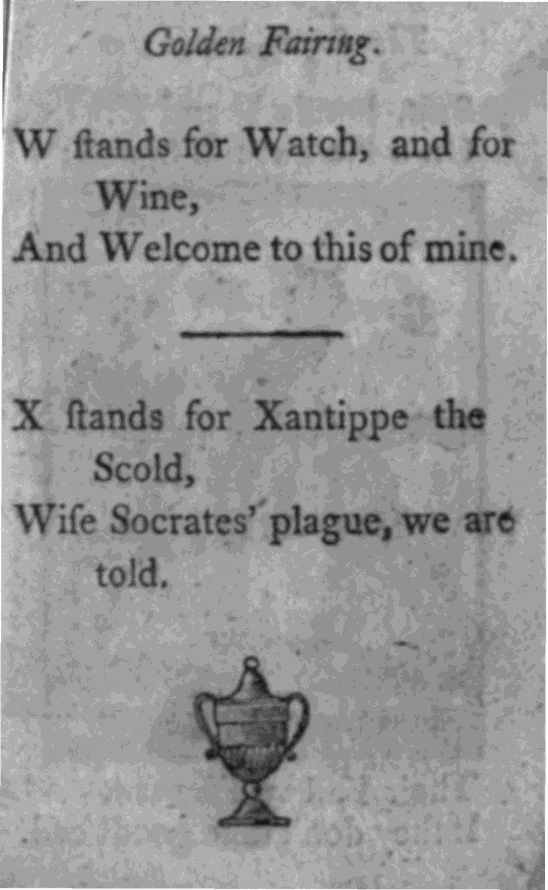 Golden Fairing.
W ſtands for Watch, and for
Wine,
And Welcome to this of mine.
X ſtands for Xantippe the
Scold,
Wiſe Socrates' plague, we are
told.